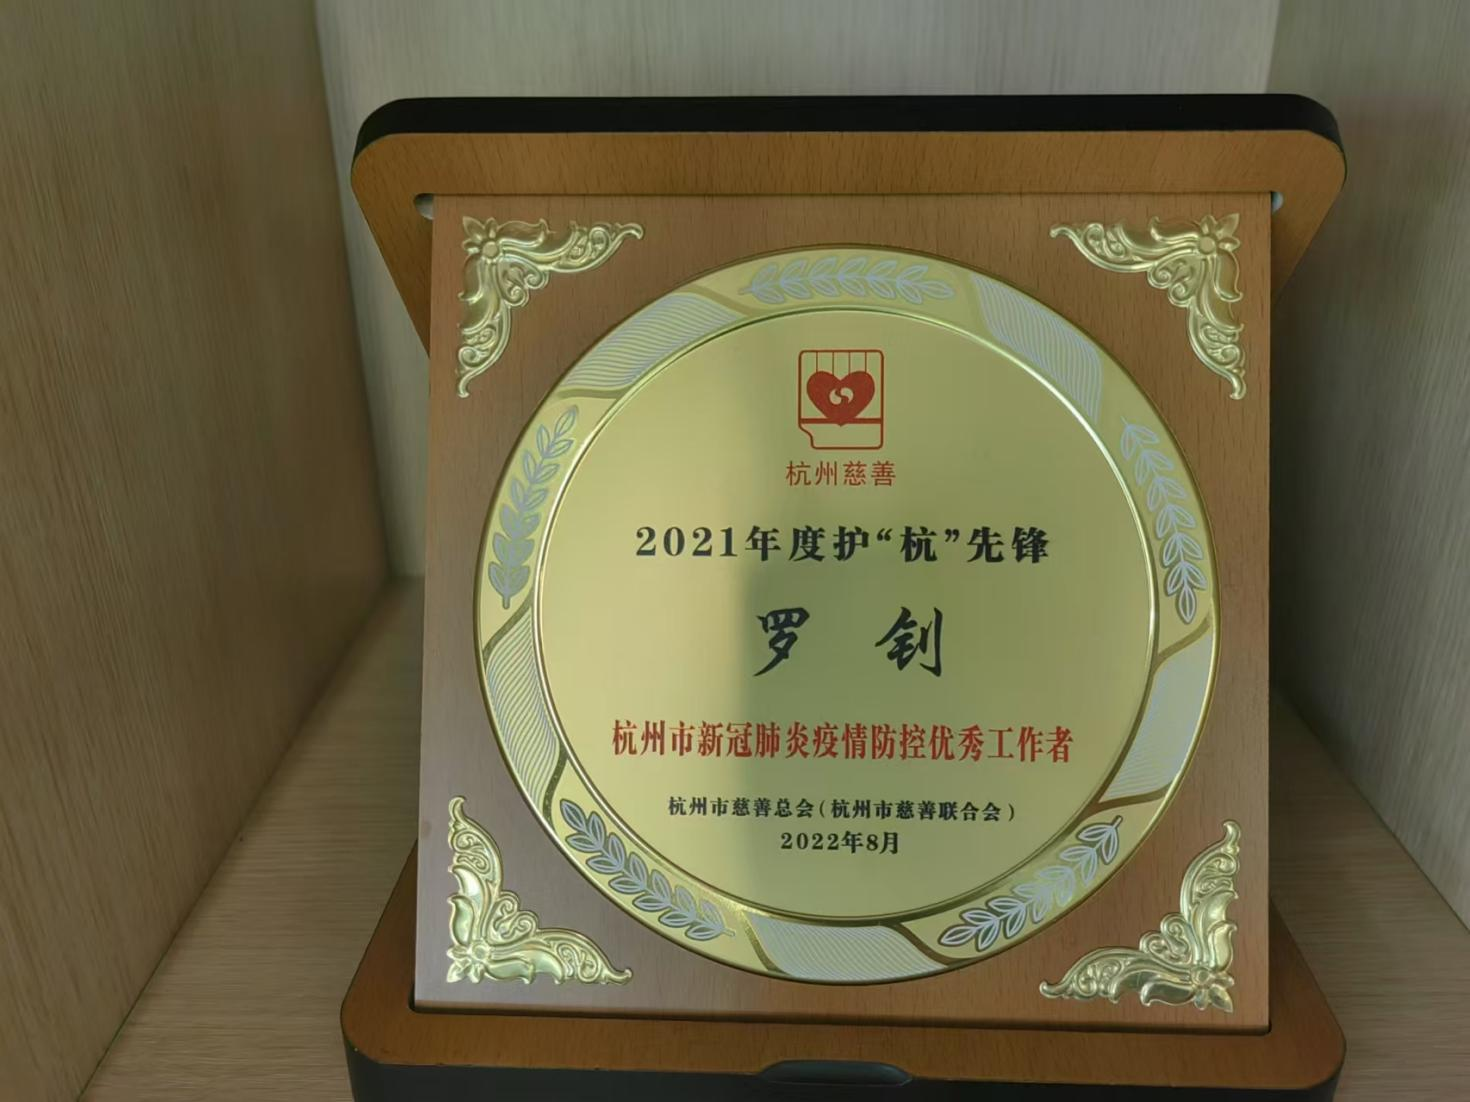 杭州慈善
2021年度护“杭”先锋
罗 钊
杭州市新冠肺炎疫情防控优秀工作者
杭州市慈善总会(杭州市慈善联合会)
2022年8月